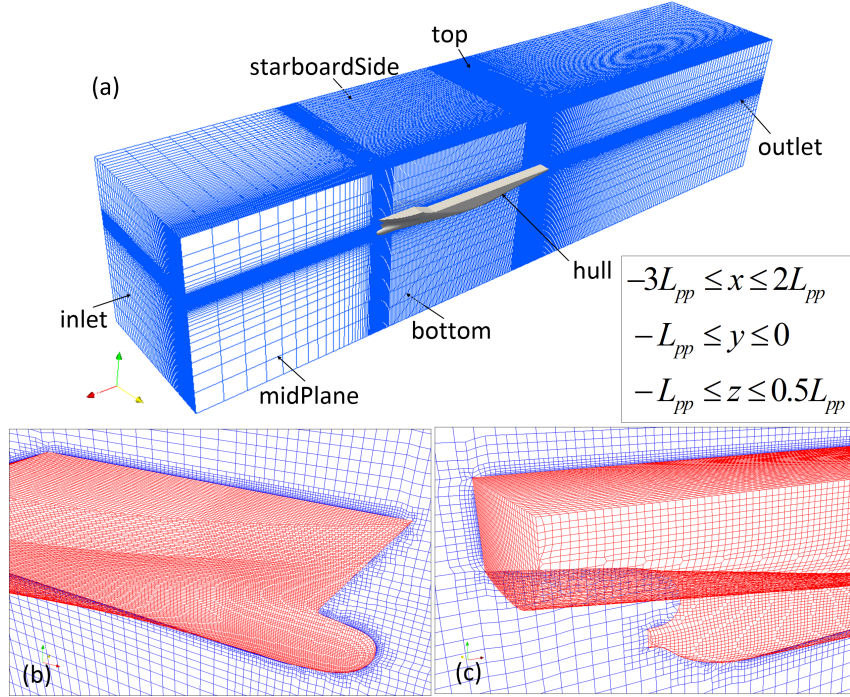 top
starboardSide
(a)
outlet
hull
inlet
bottom
midPlane
−3L_pp ≤ x ≤ 2L_pp
−L_pp ≤ y ≤ 0
−L_pp ≤ z ≤ 0.5L_pp
(b)
(c)